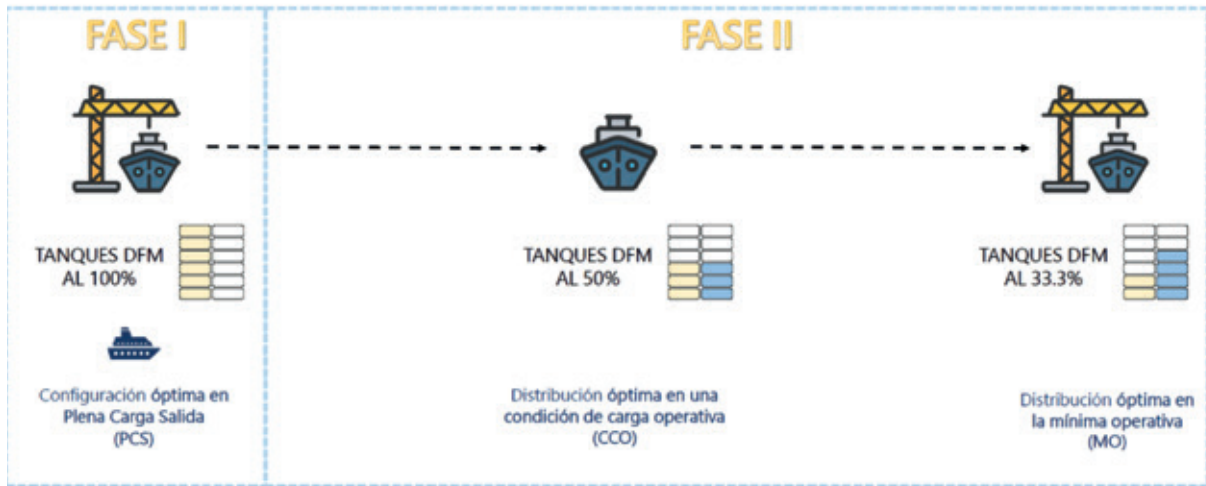 FASE I
FASE II
TANQUES DFM
AL 100%
TANQUES DFM
AL 50%
TANQUES DFM
AL 33.3%
Configuración óptima en
Plena Carga Salida
(PCS)
Distribución óptima en una
condición de carga operativa
(CCO)
Distribución óptima en
la mínima operativa
(MO)